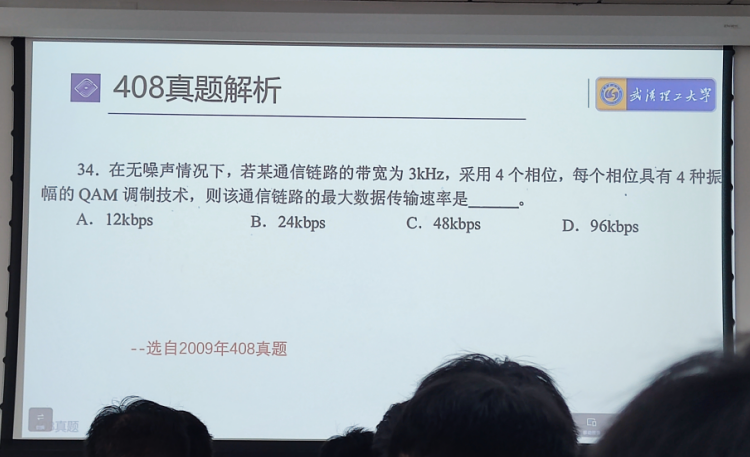 408真题解析
武汉理工大学
34．在无噪声情况下，若某通信链路的带宽为 3kHz，采用 4 个相位，每个相位具有 4 种振
幅的 QAM 调制技术，则该通信链路的最大数据传输速率是______。
A．12kbps B．24kbps C．48kbps D．96kbps
--选自2009年408真题
真题